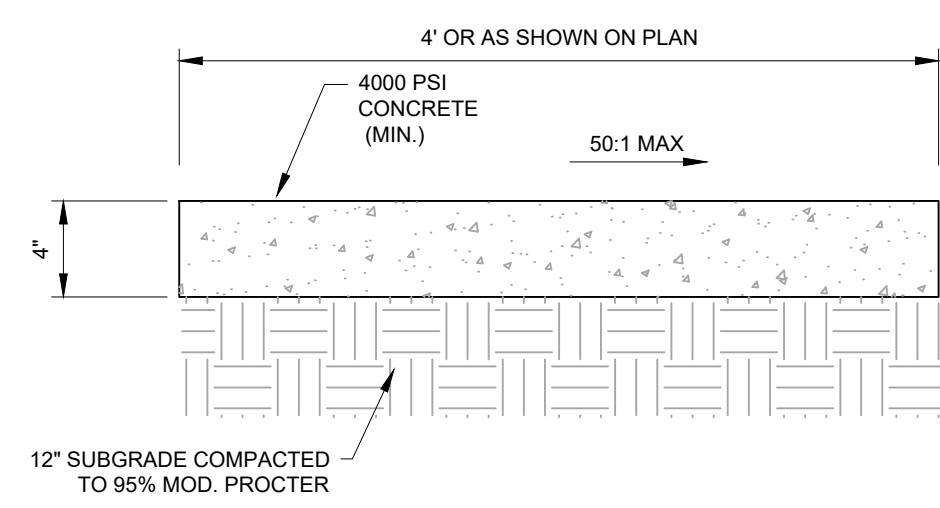 4' OR AS SHOWN ON PLAN
4000 PSI
CONCRETE
(MIN.)
50:1 MAX
4"
12" SUBGRADE COMPACTED
TO 95% MOD. PROCTER